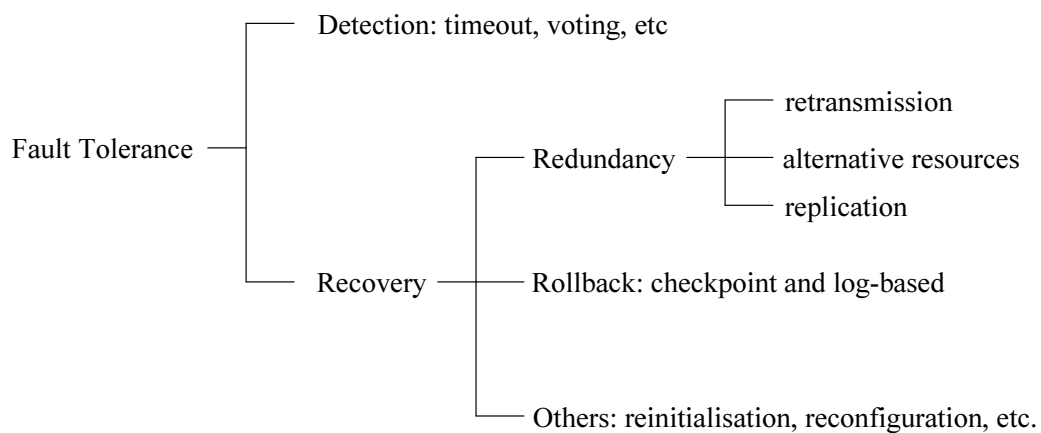 Detection: timeout, voting, etc
retransmission
Fault Tolerance
Redundancy
alternative resources
replication
Recovery
Rollback: checkpoint and log-based
Others: reinitialisation, reconfiguration, etc.